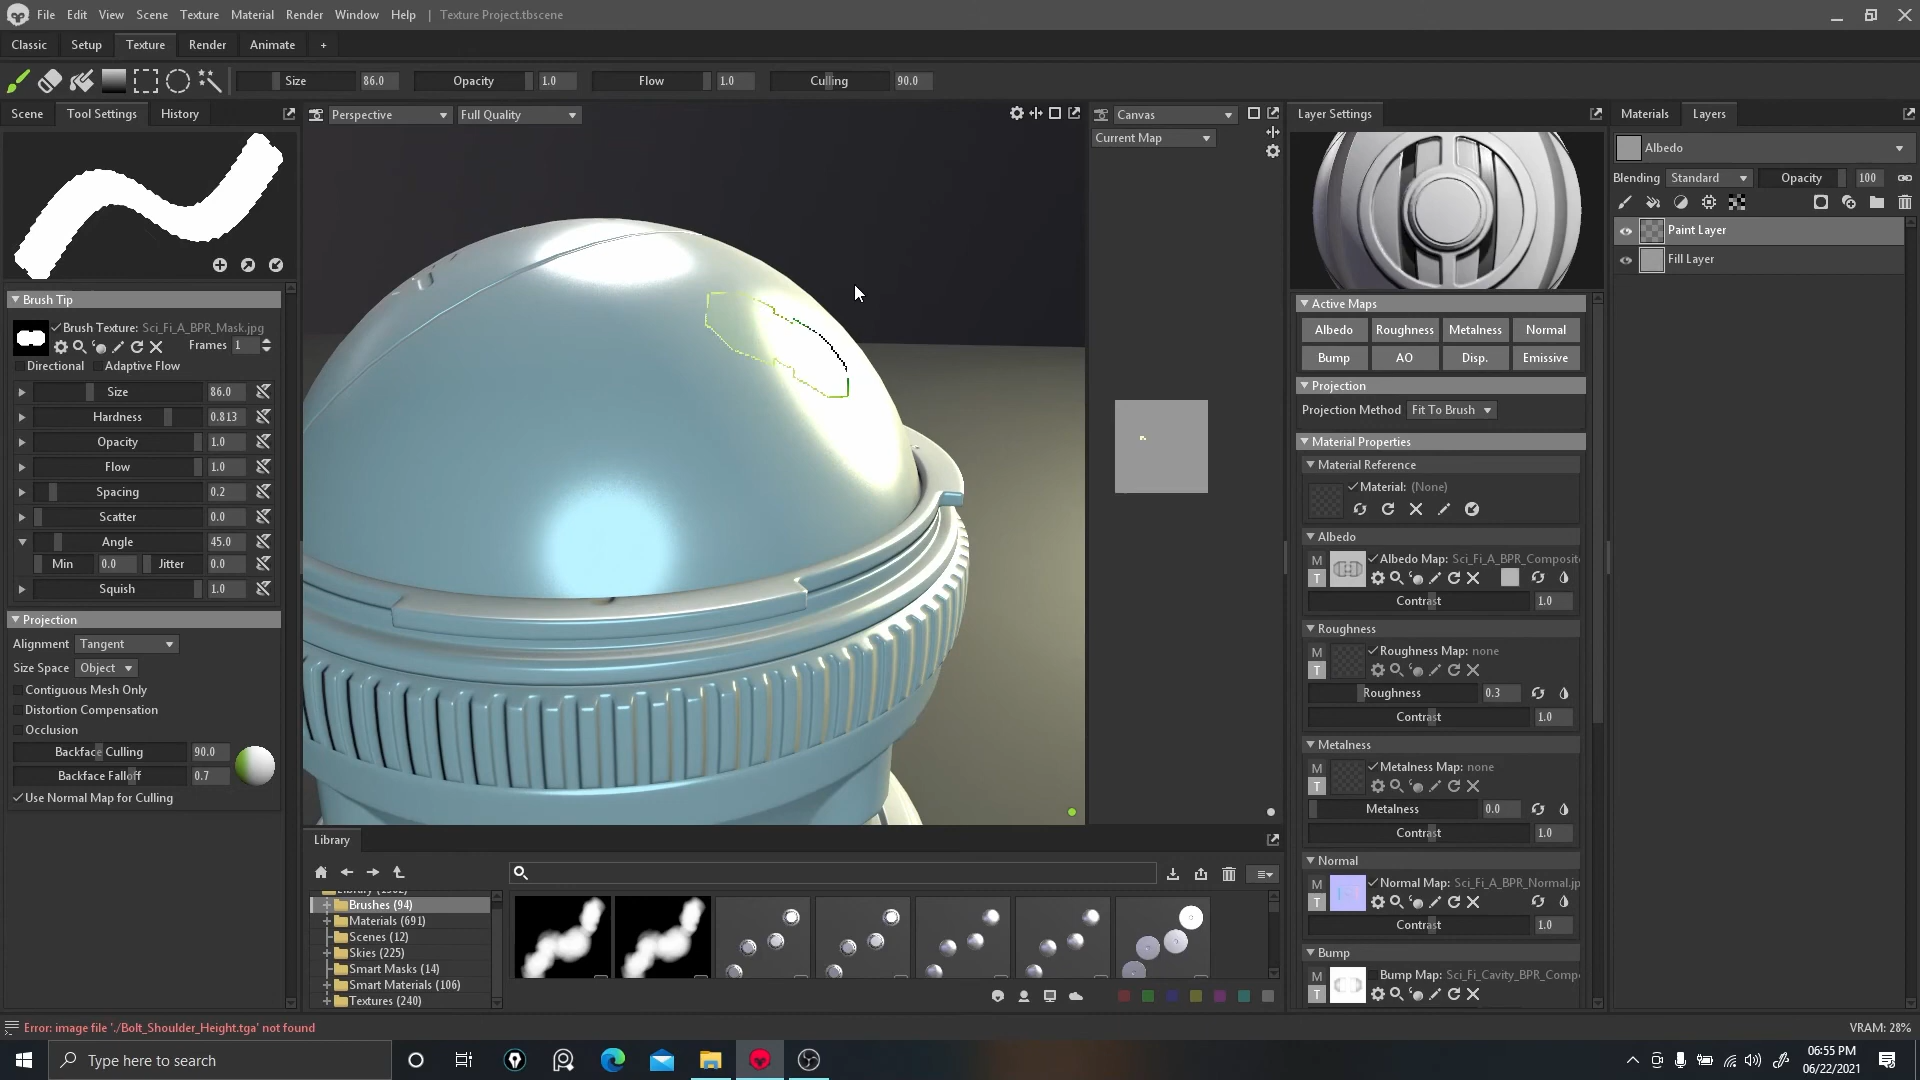 File Edit View Scene Texture Material Render Window Help | Texture Project.tbscene
Classic Setup Texture Render Animate +
Size 86.0 Opacity 1.0 Flow 1.0 Culling 90.0
Scene Tool Settings History
Perspective Full Quality
Canvas
Current Map
Layer Settings
Materials Layers
Albedo
Blending Standard Opacity 100
Paint Layer
Fill Layer
Brush Tip
Brush Texture: Sci_Fi_A_BPR_Mask.jpg
Frames 1
Directional Adaptive Flow
Size 86.0
Hardness 0.813
Opacity 1.0
Flow 1.0
Spacing 0.2
Scatter 0.0
Angle 45.0
Min 0.0 Jitter 0.0
Squish 1.0
Projection
Alignment Tangent
Size Space Object
Contiguous Mesh Only
Distortion Compensation
Occlusion
Backface Culling 90.0
Backface Falloff 0.7
Use Normal Map for Culling
Active Maps
Albedo Roughness Metalness Normal
Bump AO Disp. Emissive
Projection
Projection Method Fit To Brush
Material Properties
Material Reference
Material: (None)
Albedo
M
T
Albedo Map: Sci_Fi_A_BPR_Composit
Contrast 1.0
Roughness
M
T
Roughness Map: none
Roughness 0.3
Contrast 1.0
Metalness
M
T
Metalness Map: none
Metalness 0.0
Contrast 1.0
Normal
M
T
Normal Map: Sci_Fi_A_BPR_Normal.jp
Contrast 1.0
Bump
M
T
Bump Map: Sci_Fi_Cavity_BPR_Comp
Library
Brushes (94)
Materials (691)
Scenes (12)
Skies (225)
Smart Masks (14)
Smart Materials (106)
Textures (240)
Error: image file './Bolt_Shoulder_Height.tga' not found
VRAM: 28%
Type here to search
06:55 PM
06/22/2021